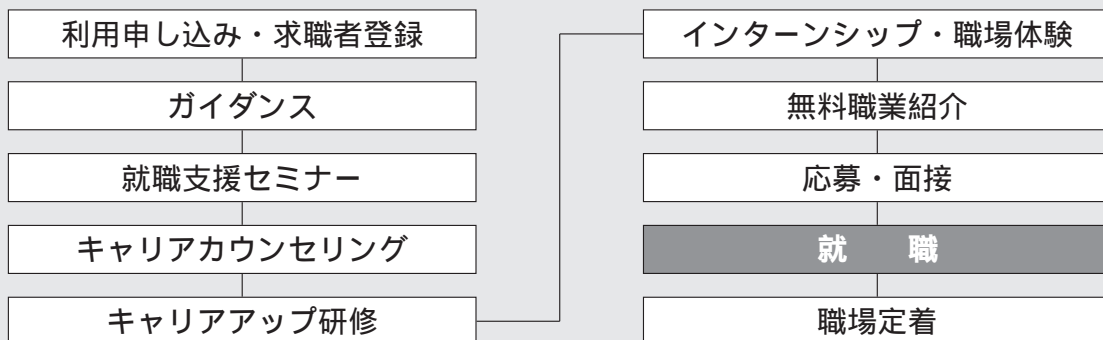 利用申し込み・求職者登録
ガイダンス
就職支援セミナー
キャリアカウンセリング
キャリアアップ研修
インターンシップ・職場体験
無料職業紹介
応募・面接
就　職
職場定着